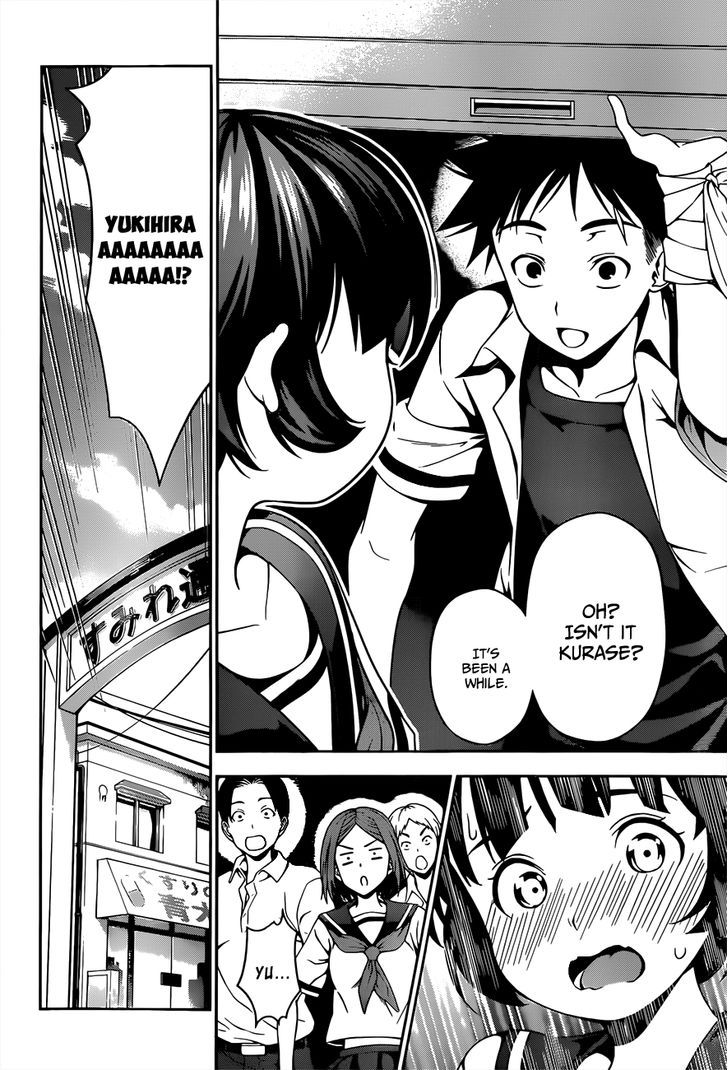 OH?
ISN'T IT
KURASE?
IT'S
BEEN A
WHILE.
YU...
YUKIHIRA
AAAAAAAA
AAAAA!?
すみれ通